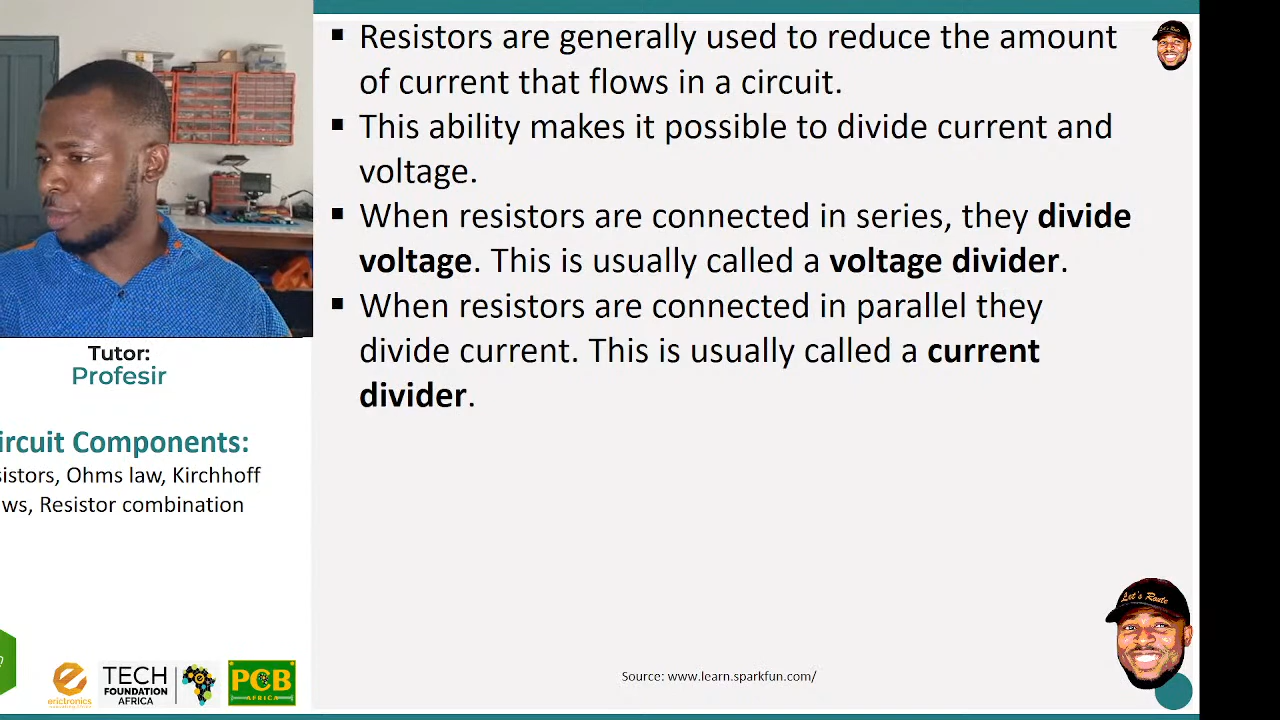 ▪ Resistors are generally used to reduce the amount
of current that flows in a circuit.
▪ This ability makes it possible to divide current and
voltage.
▪ When resistors are connected in series, they divide
voltage. This is usually called a voltage divider.
▪ When resistors are connected in parallel they
divide current. This is usually called a current
divider.
Tutor:
Profesir
ircuit Components:
sistors, Ohms law, Kirchhoff
ws, Resistor combination
erictronics
TECH
FOUNDATION
AFRICA
PCB
AFRICA
Source: www.learn.sparkfun.com/
Let's Route